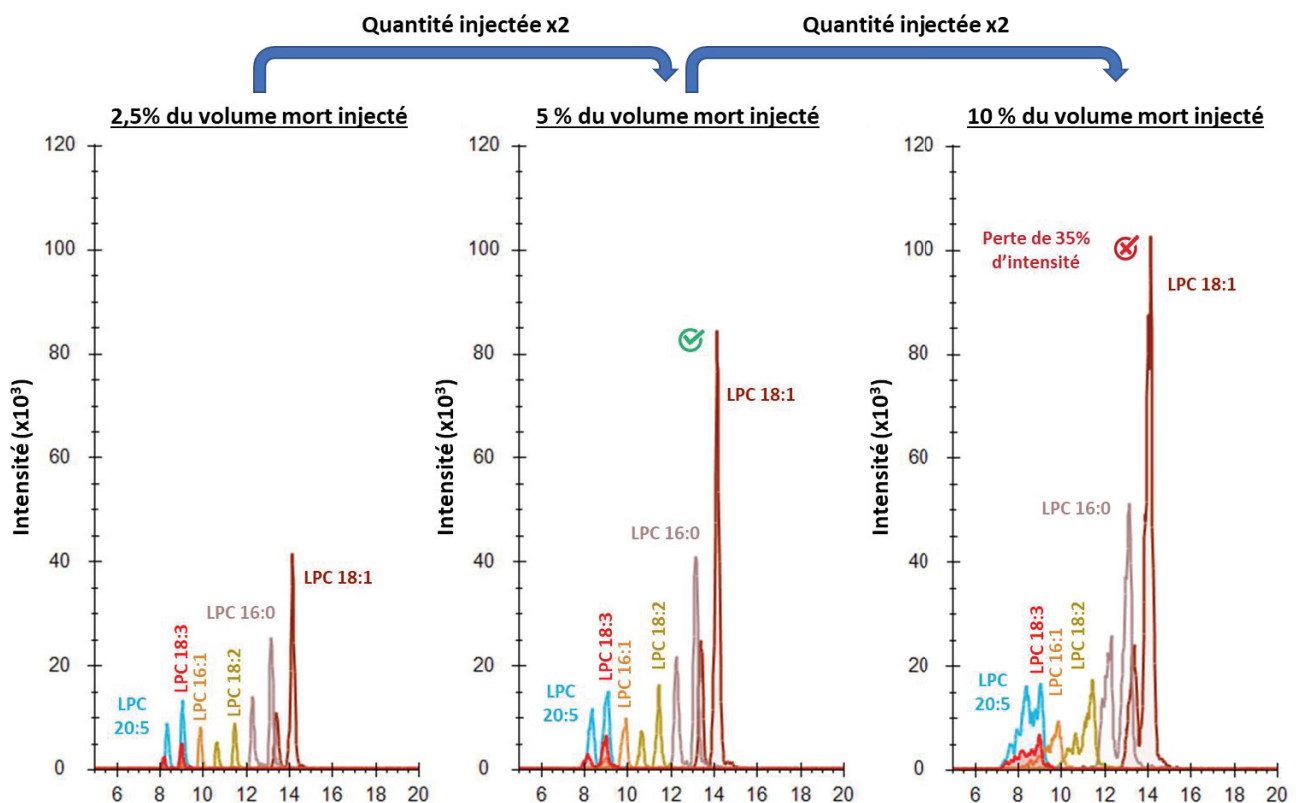 Quantité injectée x2
Quantité injectée x2
2,5% du volume mort injecté
120
100
80
60
40
20
0
Intensité (x10³)
LPC
20:5
LPC 18:3
LPC 16:1
LPC 18:2
LPC 16:0
LPC 18:1
6 8 10 12 14 16 18 20
5 % du volume mort injecté
120
100
80
60
40
20
0
Intensité (x10³)
LPC
20:5
LPC 18:3
LPC 16:1
LPC 18:2
LPC 16:0
LPC 18:1
6 8 10 12 14 16 18 20
10 % du volume mort injecté
120
100
80
60
40
20
0
Intensité (x10³)
Perte de 35%
d’intensité
LPC
20:5
LPC 18:3
LPC 16:1
LPC 18:2
LPC 16:0
LPC 18:1
6 8 10 12 14 16 18 20